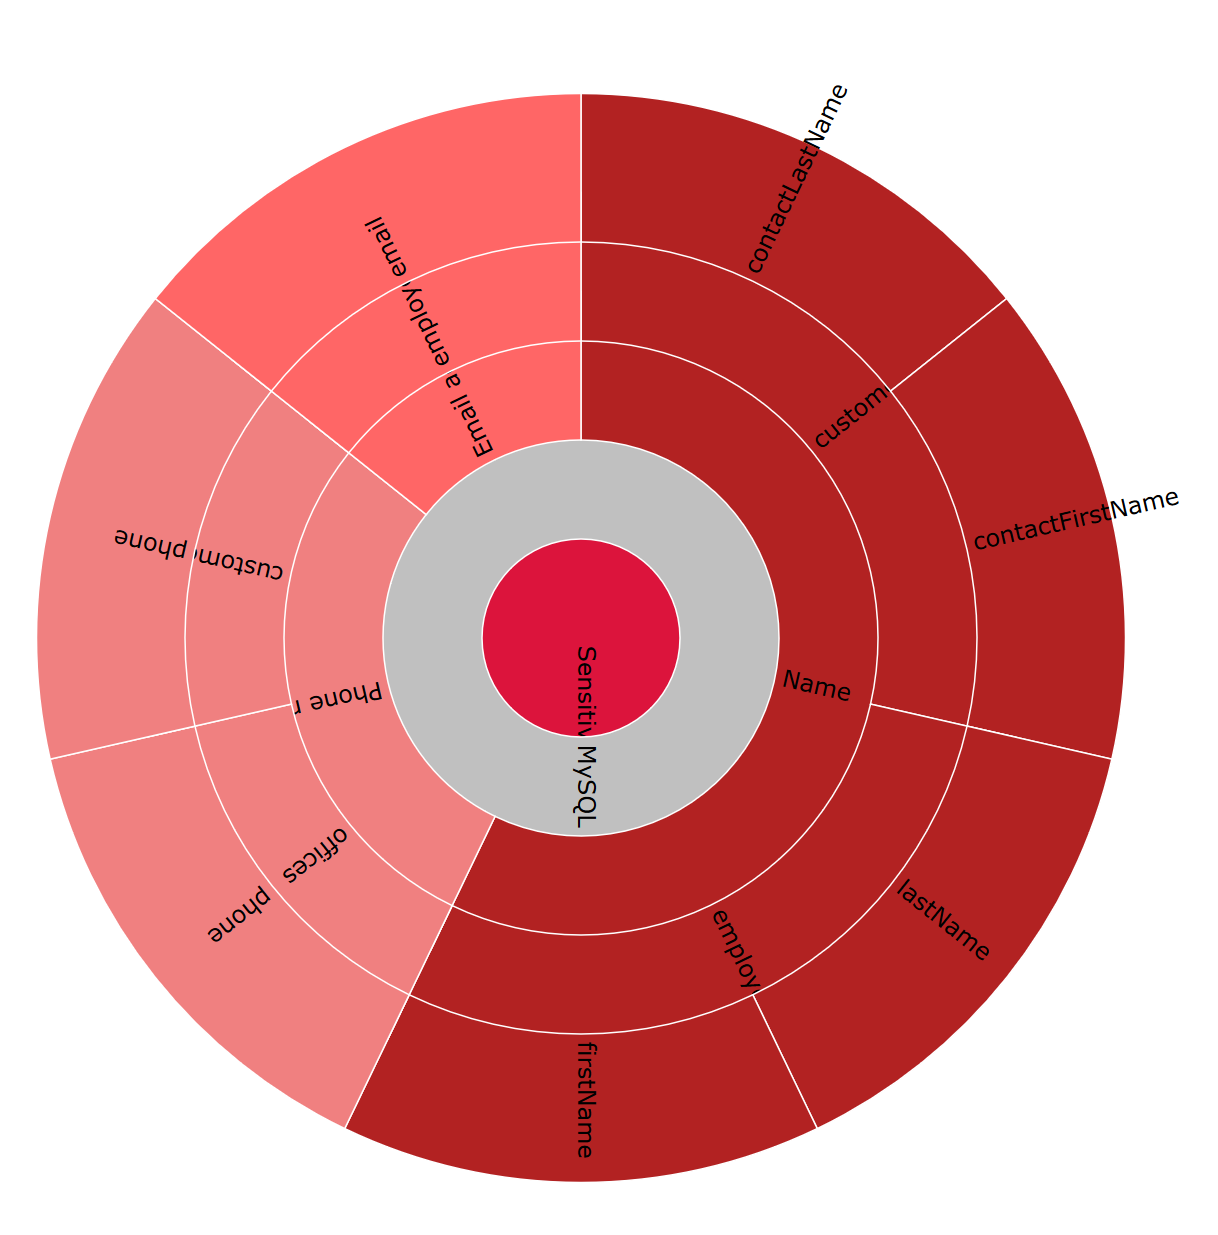 Sensitiv
MySQL
Name
custom
contactLastName
contactFirstName
employ
lastName
firstName
Phone
offices
phone
custom
phone
Email a
employ
email